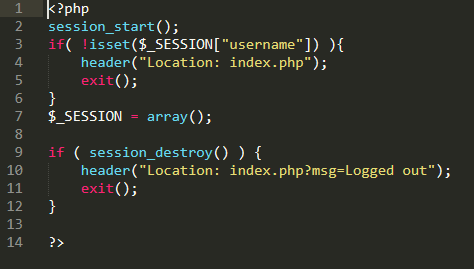 1 <?php
2 session_start();
3 if( !isset($_SESSION["username"]) ){
4     header("Location: index.php");
5     exit();
6 }
7 $_SESSION = array();
8
9 if ( session_destroy() ) {
10     header("Location: index.php?msg=Logged out");
11     exit();
12 }
13
14 ?>